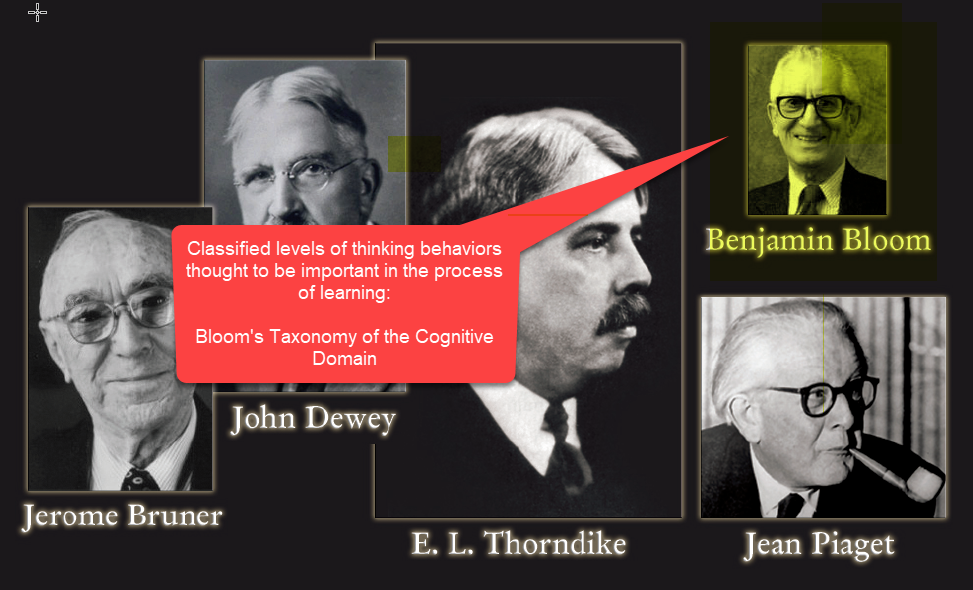 Benjamin Bloom
Classified levels of thinking behaviors
thought to be important in the process
of learning:
Bloom's Taxonomy of the Cognitive
Domain
John Dewey
Jerome Bruner
E. L. Thorndike
Jean Piaget